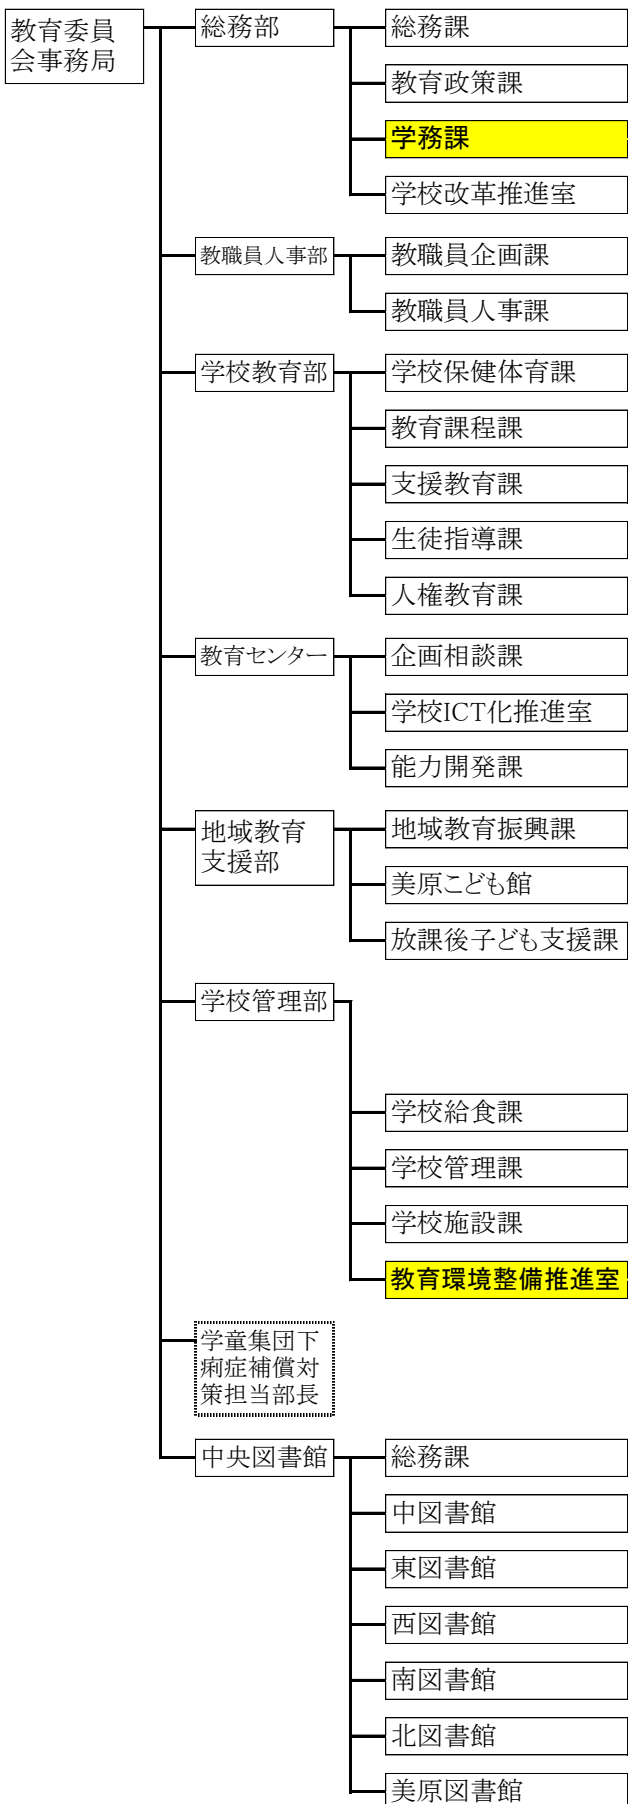 教育委員
会事務局
総務部
総務課
教育政策課
学務課
学校改革推進室
教職員人事部
教職員企画課
教職員人事課
学校教育部
学校保健体育課
教育課程課
支援教育課
生徒指導課
人権教育課
教育センター
企画相談課
学校ICT化推進室
能力開発課
地域教育
支援部
地域教育振興課
美原こども館
放課後子ども支援課
学校管理部
学校給食課
学校管理課
学校施設課
教育環境整備推進室
学童集団下
痢症補償対
策担当部長
中央図書館
総務課
中図書館
東図書館
西図書館
南図書館
北図書館
美原図書館